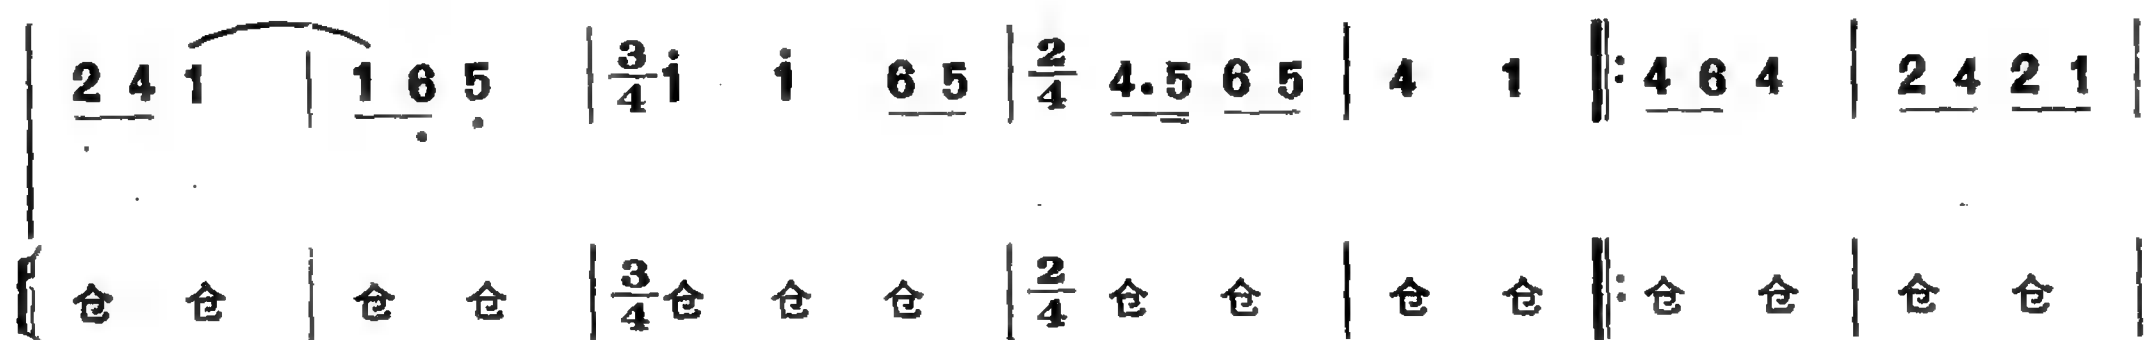 2 4 1 | 1 6 5 | 3/4 i i 6 5 | 2/4 4. 5 6 5 | 4 1 ‖: 4 6 4 | 2 4 2 1 |
仓 仓 | 仓 仓 | 3/4 仓 仓 仓 | 2/4 仓 仓 | 仓 仓 ‖: 仓 仓 | 仓 仓 |